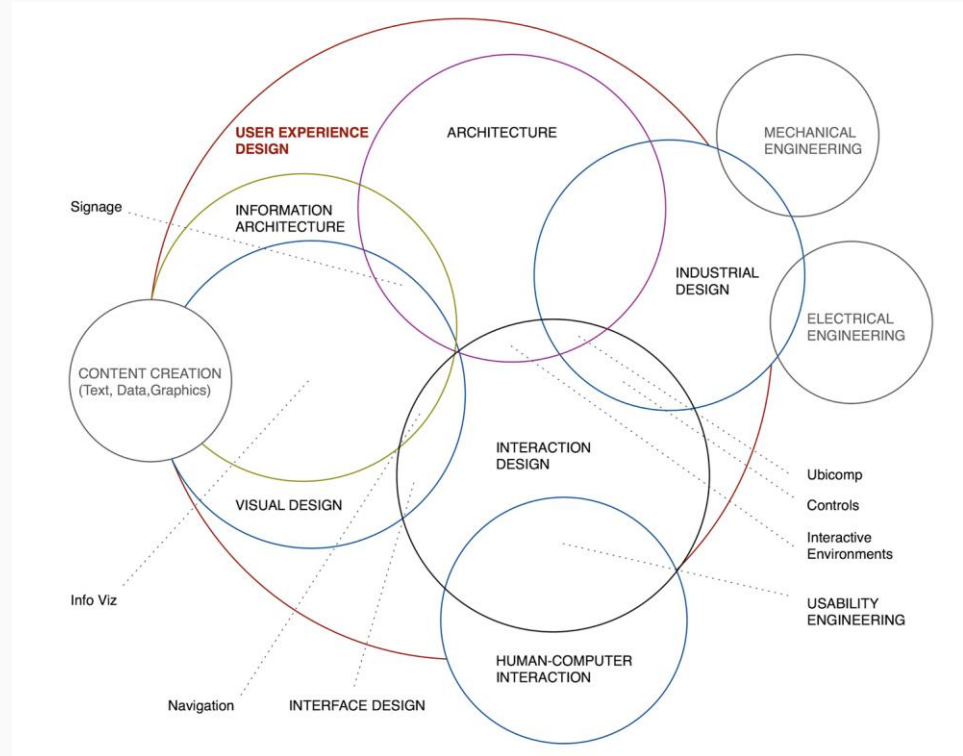 USER EXPERIENCE
DESIGN
ARCHITECTURE
MECHANICAL
ENGINEERING
Signage
INFORMATION
ARCHITECTURE
INDUSTRIAL
DESIGN
ELECTRICAL
ENGINEERING
CONTENT CREATION
(Text, Data,Graphics)
INTERACTION
DESIGN
VISUAL DESIGN
Ubicomp
Controls
Interactive
Environments
Info Viz
USABILITY
ENGINEERING
HUMAN-COMPUTER
INTERACTION
Navigation
INTERFACE DESIGN